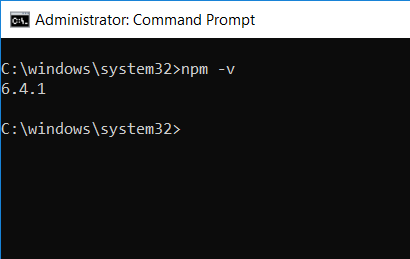 Administrator: Command Prompt
C:\windows\system32>npm -v
6.4.1
C:\windows\system32>